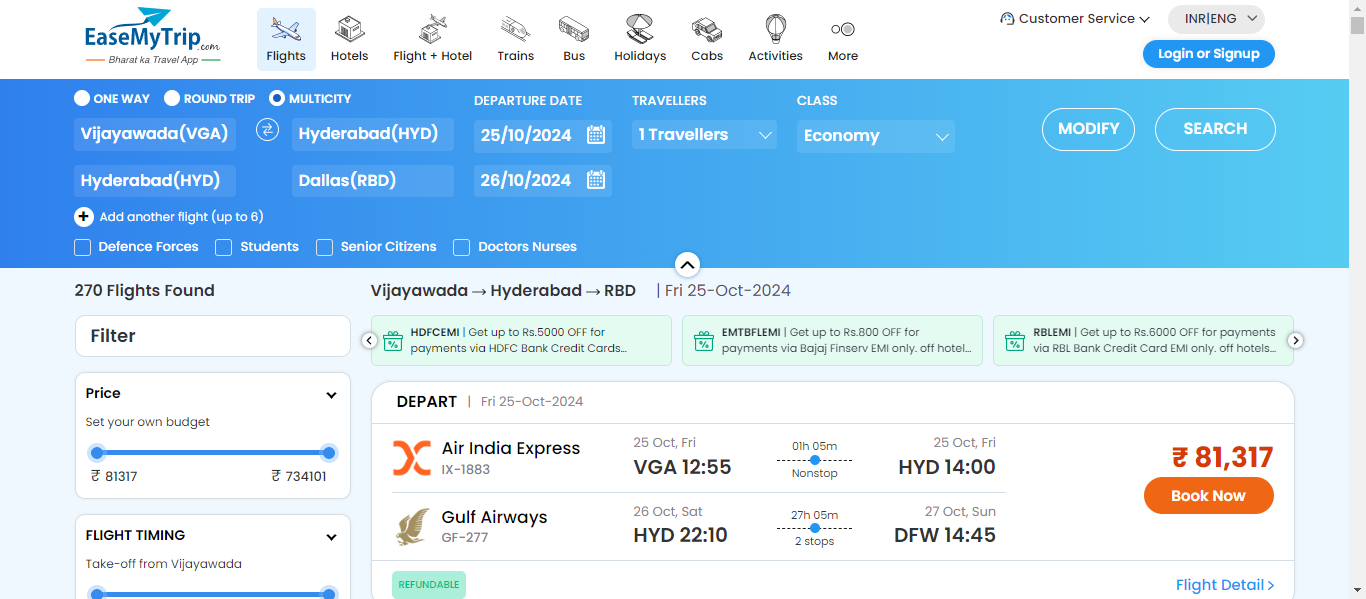 EaseMyTrip.com
Bharat ka Travel App
Flights
Hotels
Flight + Hotel
Trains
Bus
Holidays
Cabs
Activities
More
Customer Service
INR|ENG
Login or Signup
ONE WAY
ROUND TRIP
MULTICITY
DEPARTURE DATE
TRAVELLERS
CLASS
Vijayawada(VGA)
Hyderabad(HYD)
25/10/2024
1 Travellers
Economy
MODIFY
SEARCH
Hyderabad(HYD)
Dallas(RBD)
26/10/2024
+ Add another flight (up to 6)
Defence Forces
Students
Senior Citizens
Doctors Nurses
270 Flights Found
Vijayawada → Hyderabad → RBD | Fri 25-Oct-2024
Filter
HDFCEMI | Get up to Rs.5000 OFF for
payments via HDFC Bank Credit Cards...
EMTBFLEMI | Get up to Rs.800 OFF for
payments via Bajaj Finserv EMI only. off hotel...
RBLEMI | Get up to Rs.6000 OFF for payments
via RBL Bank Credit Card EMI only. off hotels...
Price
Set your own budget
₹ 81317
₹ 734101
FLIGHT TIMING
Take-off from Vijayawada
DEPART | Fri 25-Oct-2024
Air India Express
IX-1883
25 Oct, Fri
VGA 12:55
01h 05m
Nonstop
25 Oct, Fri
HYD 14:00
₹ 81,317
Book Now
Gulf Airways
GF-277
26 Oct, Sat
HYD 22:10
27h 05m
2 stops
27 Oct, Sun
DFW 14:45
REFUNDABLE
Flight Detail >